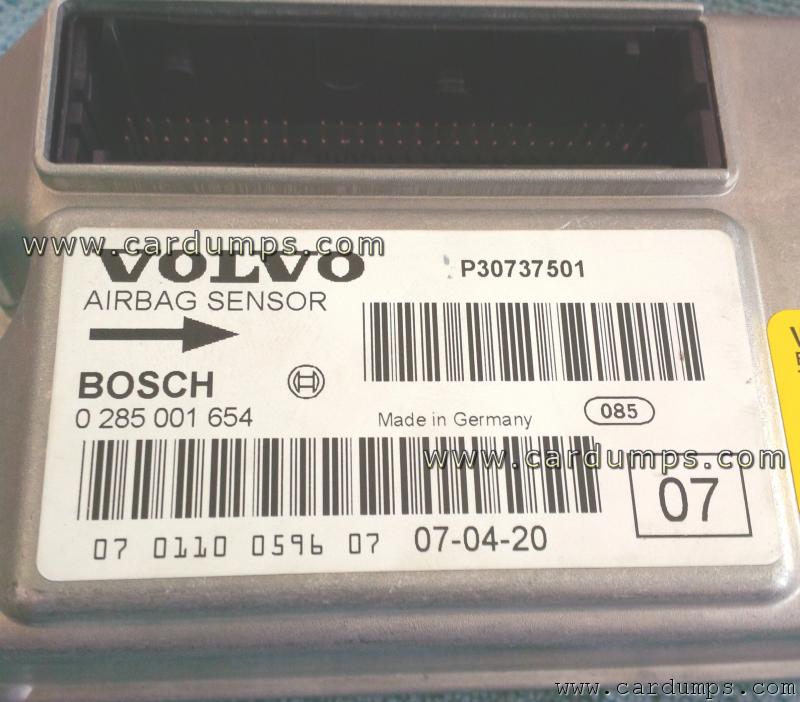 www.cardumps.com
VOLVO
P30737501
AIRBAG SENSOR
BOSCH
0 285 001 654
Made in Germany
085
www.cardumps.com
07
07 0110 0596 07
07-04-20
www.cardumps.com